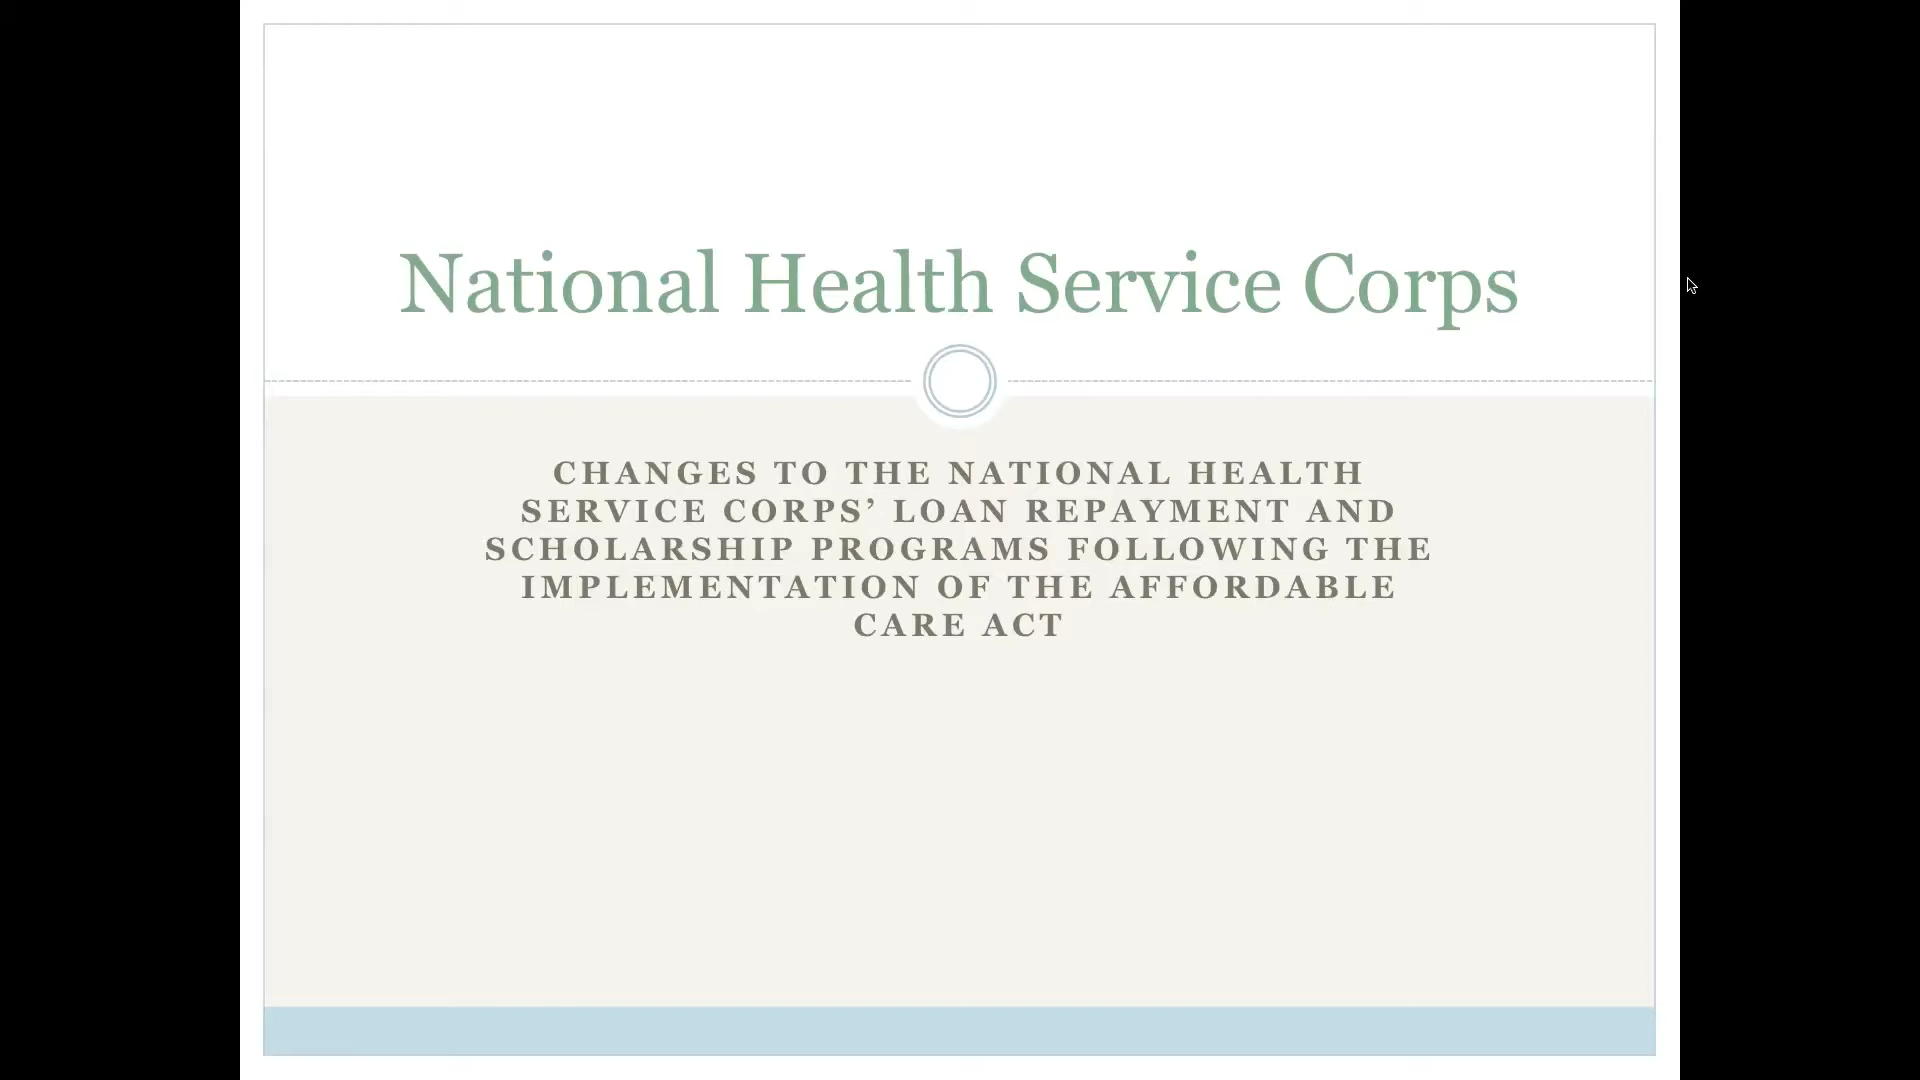 National Health Service Corps
CHANGES TO THE NATIONAL HEALTH
SERVICE CORPS’ LOAN REPAYMENT AND
SCHOLARSHIP PROGRAMS FOLLOWING THE
IMPLEMENTATION OF THE AFFORDABLE
CARE ACT